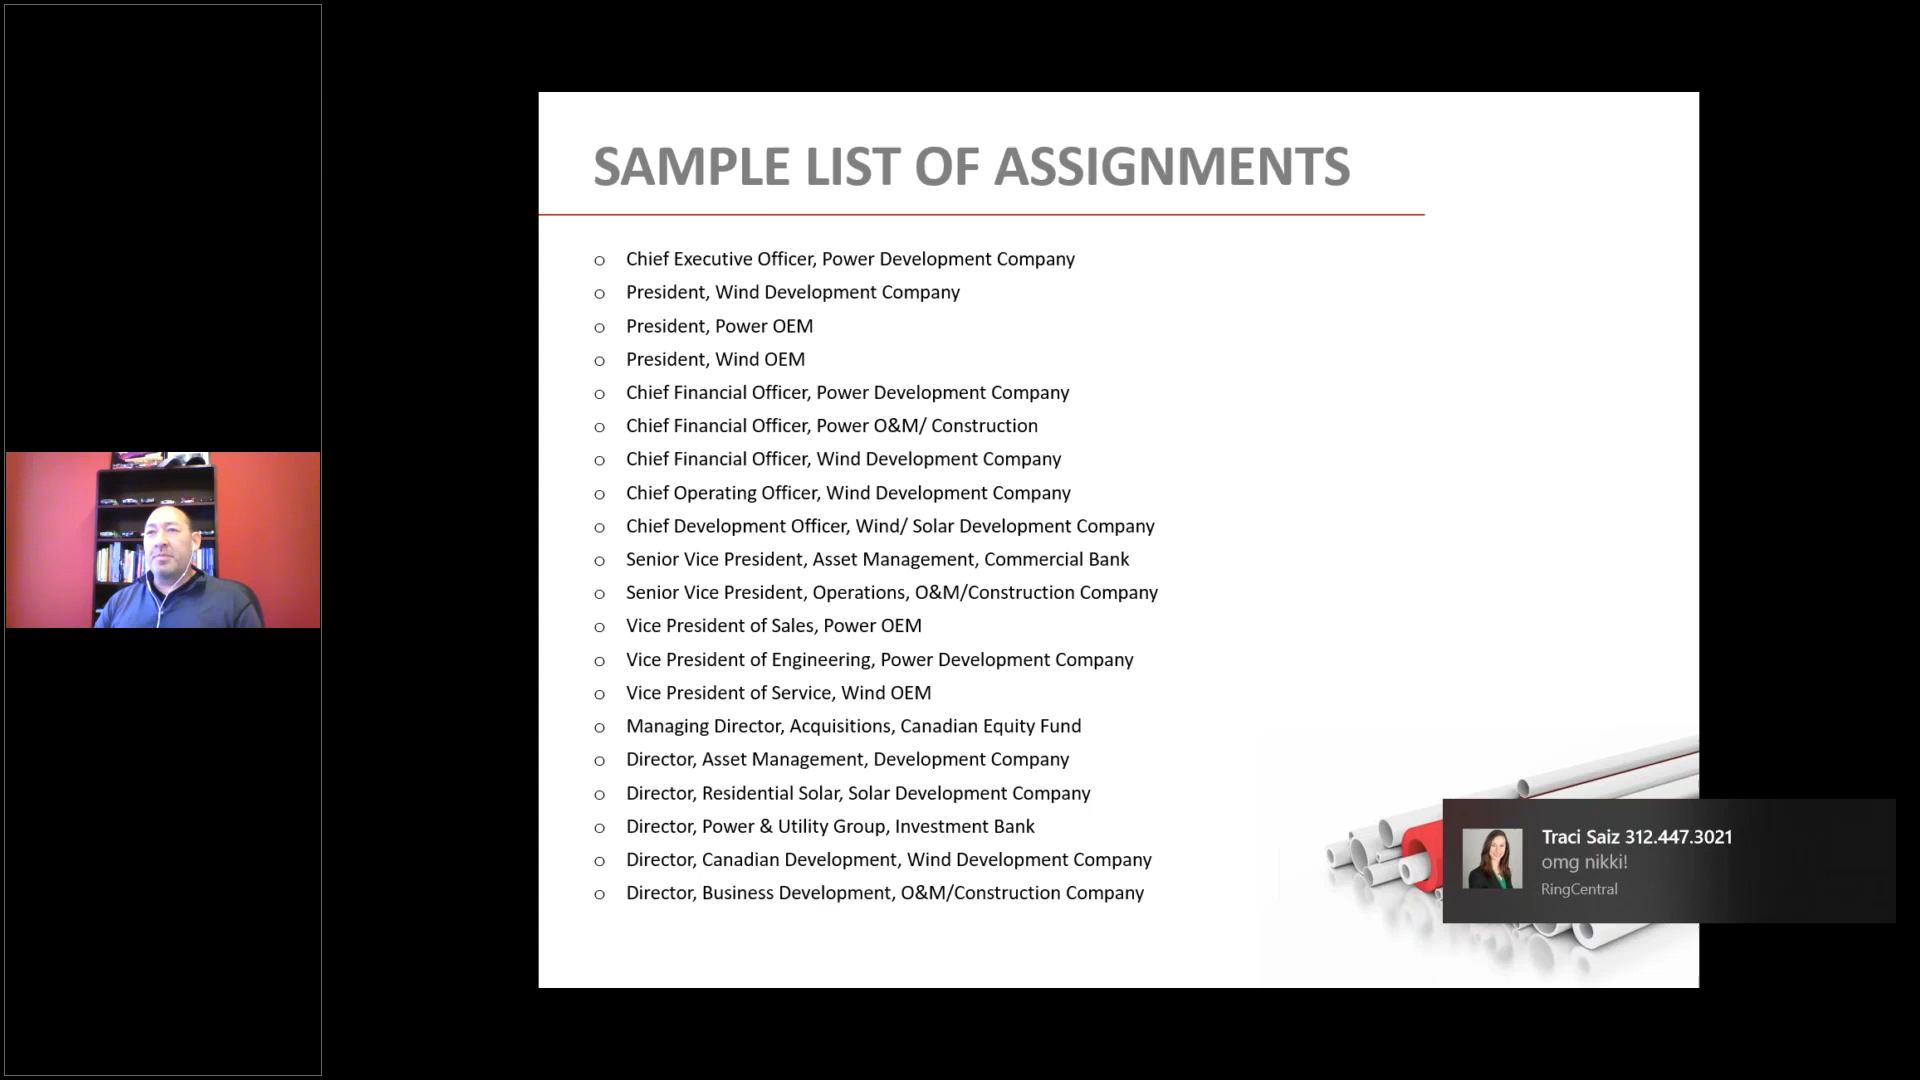 SAMPLE LIST OF ASSIGNMENTS
o Chief Executive Officer, Power Development Company
o President, Wind Development Company
o President, Power OEM
o President, Wind OEM
o Chief Financial Officer, Power Development Company
o Chief Financial Officer, Power O&M/ Construction
o Chief Financial Officer, Wind Development Company
o Chief Operating Officer, Wind Development Company
o Chief Development Officer, Wind/ Solar Development Company
o Senior Vice President, Asset Management, Commercial Bank
o Senior Vice President, Operations, O&M/Construction Company
o Vice President of Sales, Power OEM
o Vice President of Engineering, Power Development Company
o Vice President of Service, Wind OEM
o Managing Director, Acquisitions, Canadian Equity Fund
o Director, Asset Management, Development Company
o Director, Residential Solar, Solar Development Company
o Director, Power & Utility Group, Investment Bank
o Director, Canadian Development, Wind Development Company
o Director, Business Development, O&M/Construction Company
Traci Saiz 312.447.3021
omg nikki!
RingCentral